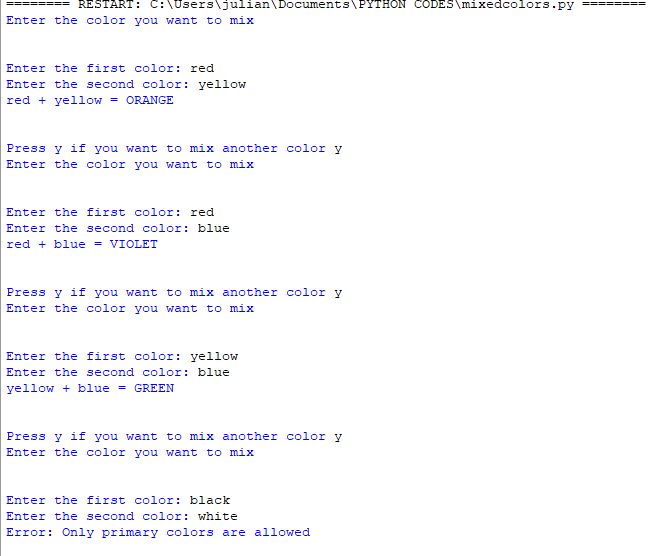 ======== RESTART: C:\Users\julian\Documents\PYTHON CODES\mixedcolors.py ========
Enter the color you want to mix
Enter the first color: red
Enter the second color: yellow
red + yellow = ORANGE
Press y if you want to mix another color y
Enter the color you want to mix
Enter the first color: red
Enter the second color: blue
red + blue = VIOLET
Press y if you want to mix another color y
Enter the color you want to mix
Enter the first color: yellow
Enter the second color: blue
yellow + blue = GREEN
Press y if you want to mix another color y
Enter the color you want to mix
Enter the first color: black
Enter the second color: white
Error: Only primary colors are allowed